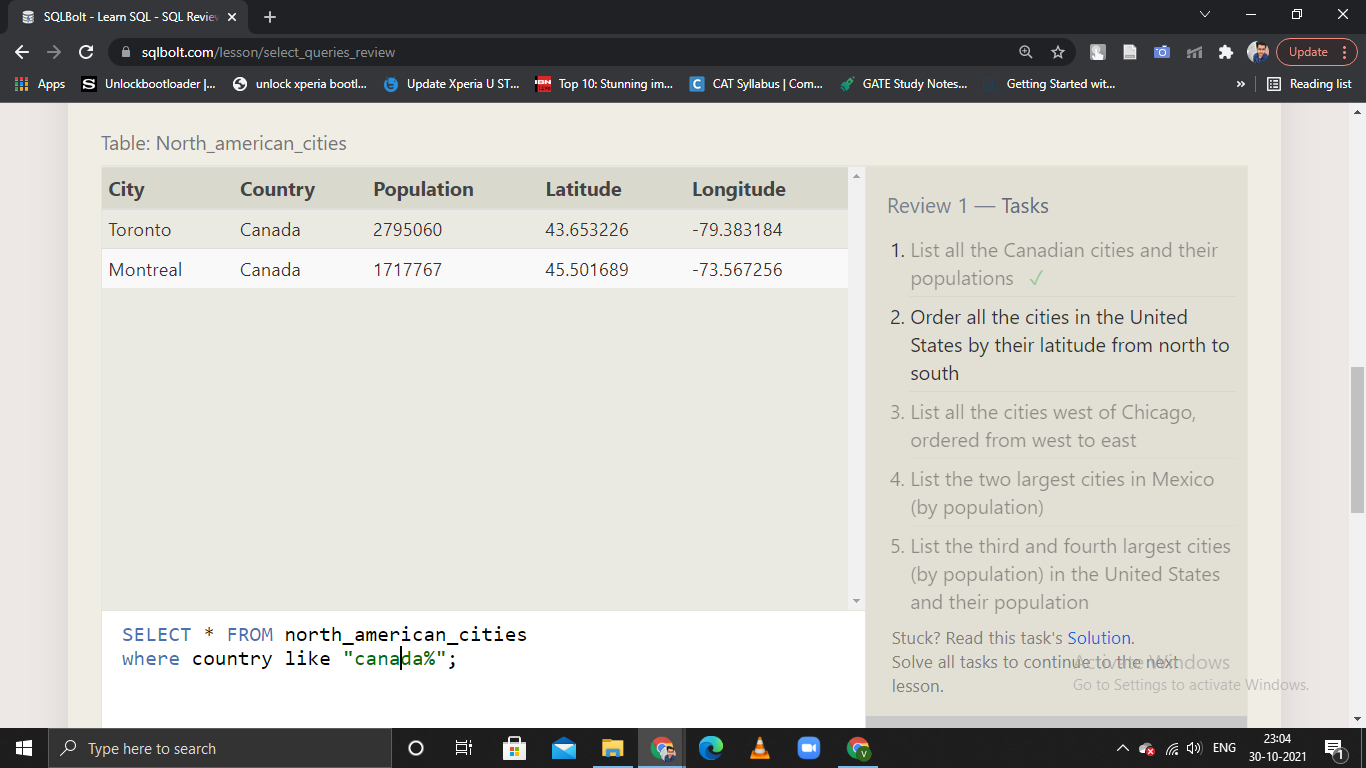 SQLBolt - Learn SQL - SQL Review
sqlbolt.com/lesson/select_queries_review
Update
Apps
Unlockbootloader |...
unlock xperia bootl...
Update Xperia U ST...
Top 10: Stunning im...
CAT Syllabus | Com...
GATE Study Notes...
Getting Started wit...
»
Reading list
Table: North_american_cities
City Country Population Latitude Longitude
Toronto Canada 2795060 43.653226 -79.383184
Montreal Canada 1717767 45.501689 -73.567256
SELECT * FROM north_american_cities
where country like "canada%";
Review 1 — Tasks
1. List all the Canadian cities and their
populations ✓
2. Order all the cities in the United
States by their latitude from north to
south
3. List all the cities west of Chicago,
ordered from west to east
4. List the two largest cities in Mexico
(by population)
5. List the third and fourth largest cities
(by population) in the United States
and their population
Stuck? Read this task's Solution.
Solve all tasks to continue to the next
lesson.
Activate Windows
Go to Settings to activate Windows.
Type here to search
ENG
23:04
30-10-2021
1